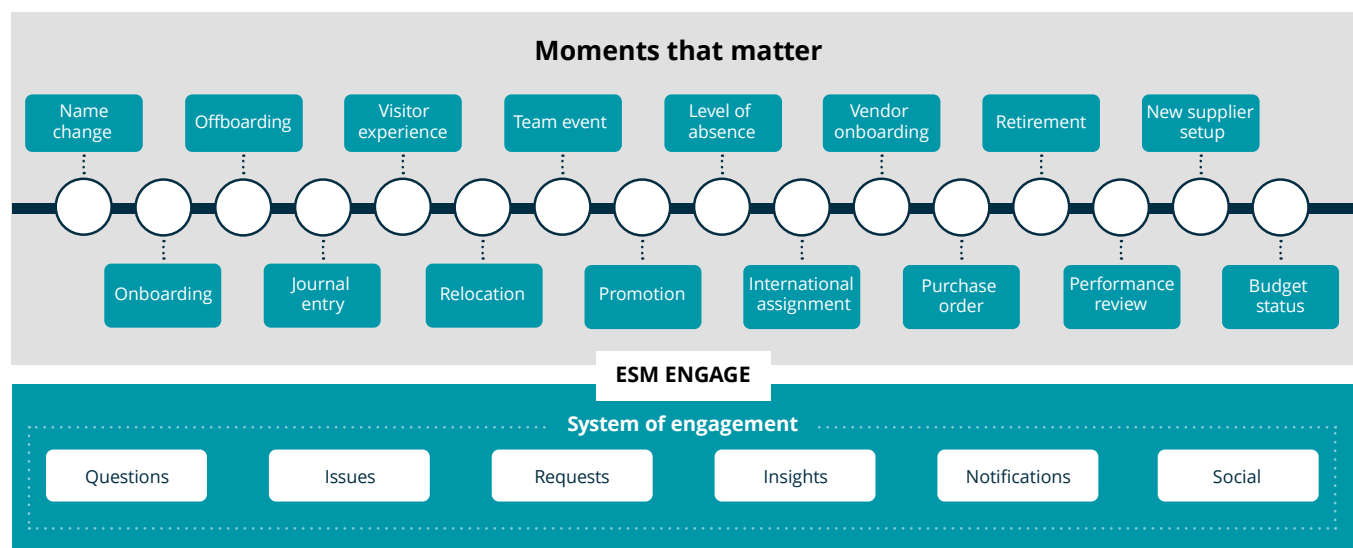 Moments that matter
Name
change
Offboarding
Visitor
experience
Team event
Level of
absence
Vendor
onboarding
Retirement
New supplier
setup
Onboarding
Journal
entry
Relocation
Promotion
International
assignment
Purchase
order
Performance
review
Budget
status
ESM ENGAGE
System of engagement
Questions
Issues
Requests
Insights
Notifications
Social